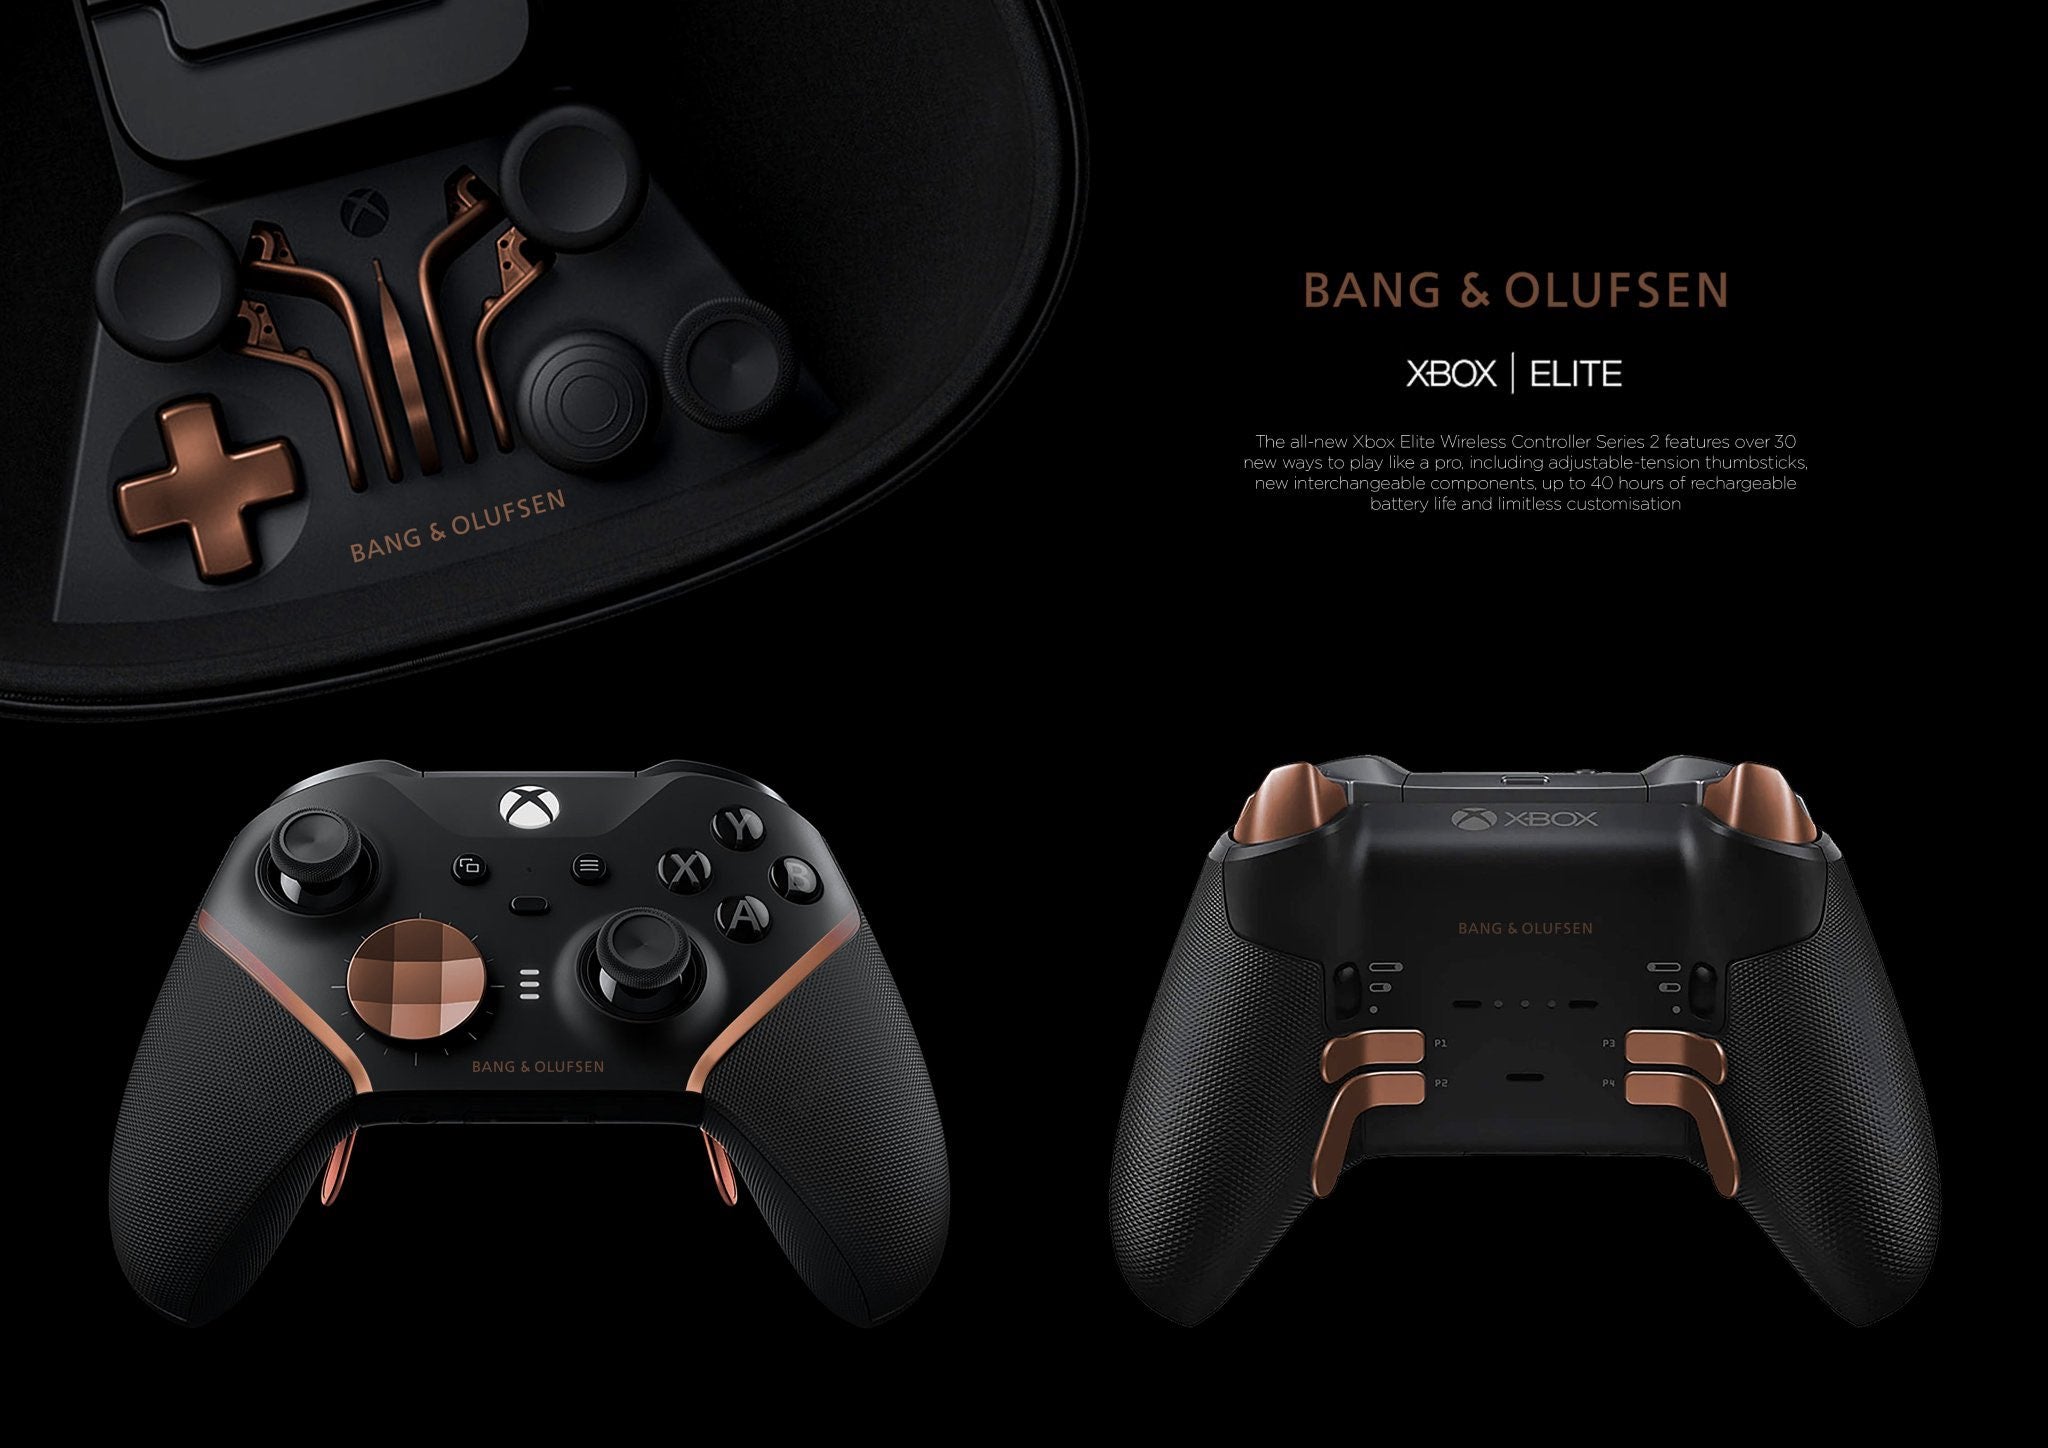 BANG & OLUFSEN
XBOX | ELITE
The all-new Xbox Elite Wireless Controller Series 2 features over 30
new ways to play like a pro, including adjustable-tension thumbsticks,
new interchangeable components, up to 40 hours of rechargeable
battery life and limitless customisation
BANG & OLUFSEN
Y
X
B
A
BANG & OLUFSEN
XBOX
BANG & OLUFSEN
P1
P3
P2
P4